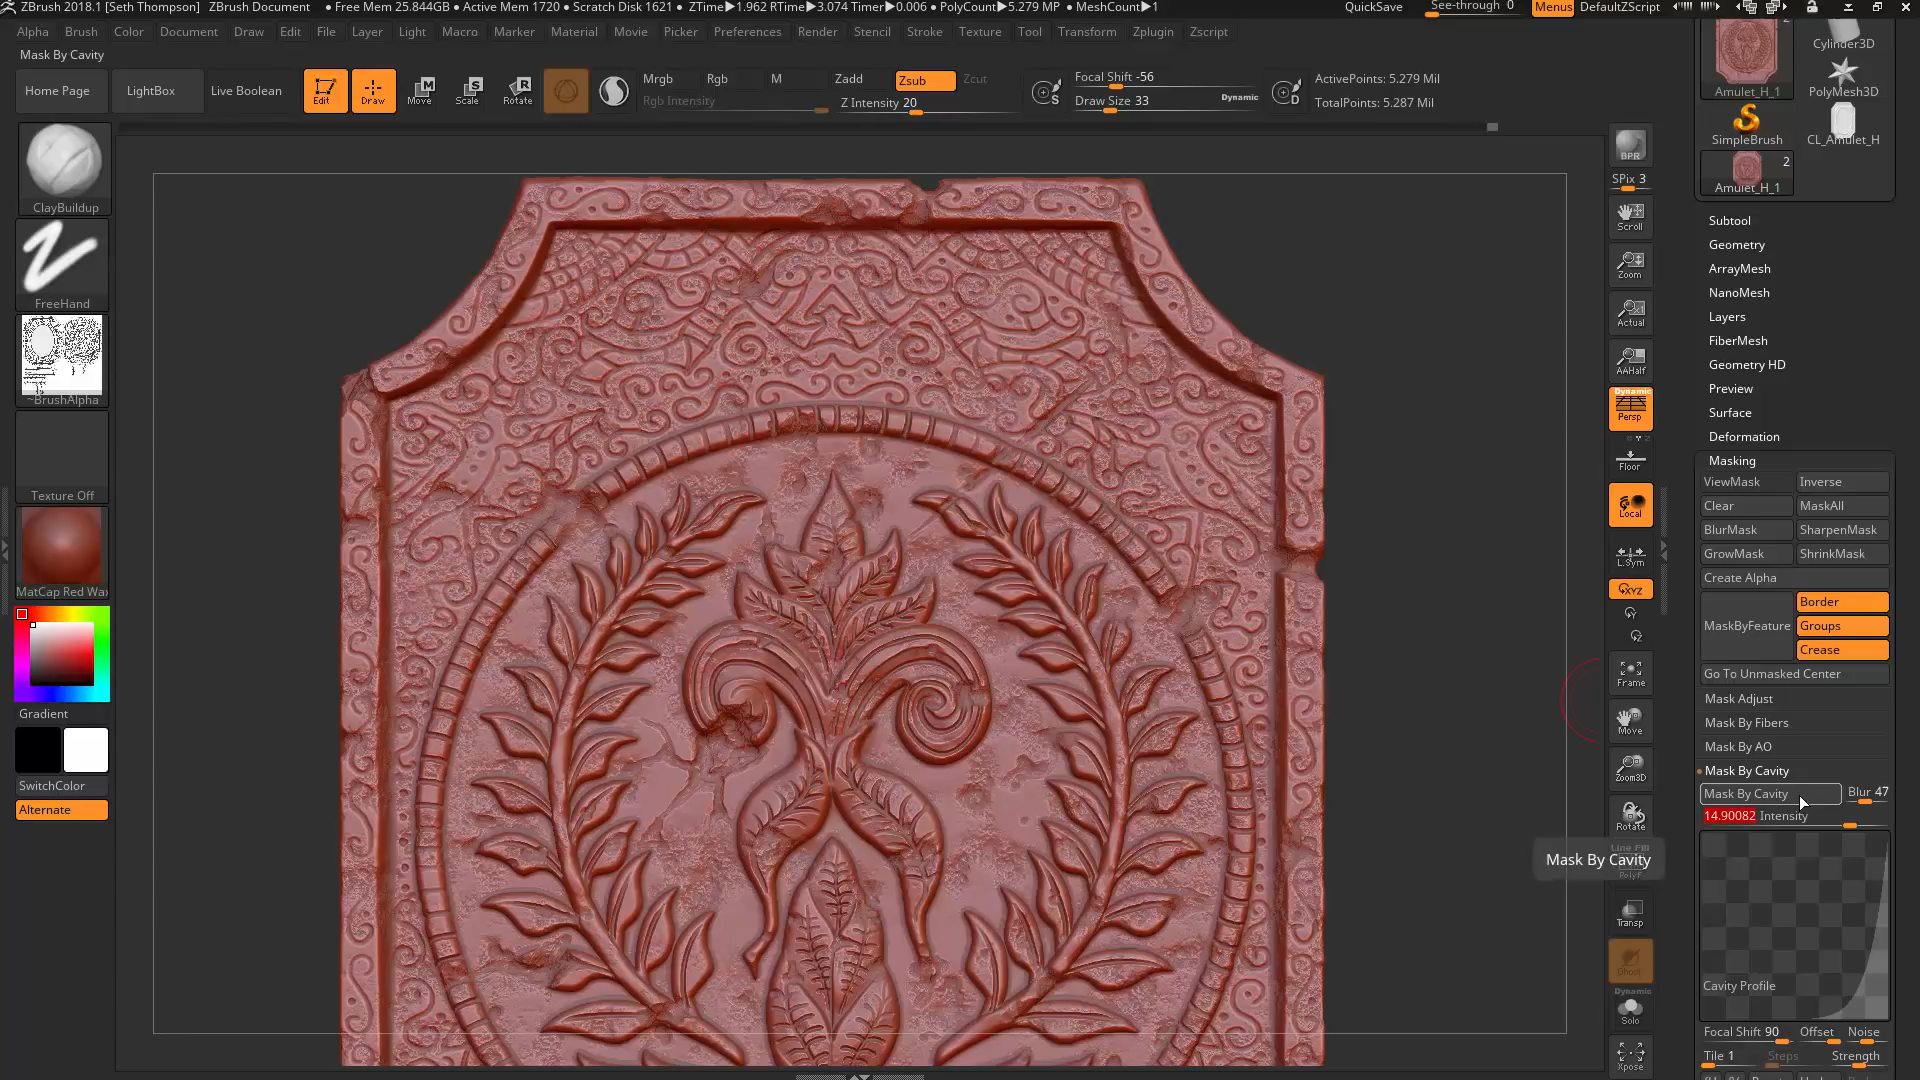 ZBrush 2018.1 [Seth Thompson] ZBrush Document • Free Mem 25.844GB • Active Mem 1720 • Scratch Disk 1621 • ZTime▶1.962 RTime▶3.074 Timer▶0.006 • PolyCount▶5.279 MP • MeshCount▶1 QuickSave See-through 0 Menus DefaultZScript
Alpha Brush Color Document Draw Edit File Layer Light Macro Marker Material Movie Picker Preferences Render Stencil Stroke Texture Tool Transform Zplugin Zscript
Mask By Cavity
Home Page LightBox Live Boolean Edit Draw Move Scale Rotate
Mrgb Rgb M Zadd Zsub Zcut
Rgb Intensity Z Intensity 20
S
Focal Shift -56
Draw Size 33 Dynamic
D
ActivePoints: 5.279 Mil
TotalPoints: 5.287 Mil
ClayBuildup
FreeHand
~BrushAlpha
Texture Off
MatCap Red Wax
Gradient
SwitchColor
Alternate
BPR
SPix 3
Scroll
Zoom
Actual
AAHalf
Dynamic
Persp
Floor
Local
L.Sym
XYZ
Y
Z
Frame
Move
Zoom3D
Rotate
Line Fill
PolyF
Transp
Ghost
Dynamic
Solo
Xpose
Mask By Cavity
2
Cylinder3D
Amulet_H_1 PolyMesh3D
SimpleBrush CL_Amulet_H
2
Amulet_H_1
Subtool
Geometry
ArrayMesh
NanoMesh
Layers
FiberMesh
Geometry HD
Preview
Surface
Deformation
Masking
ViewMask Inverse
Clear MaskAll
BlurMask SharpenMask
GrowMask ShrinkMask
Create Alpha
MaskByFeature Border
Groups
Crease
Go To Unmasked Center
Mask Adjust
Mask By Fibers
Mask By AO
Mask By Cavity
Mask By Cavity Blur 47
14.90082 Intensity
Cavity Profile
Focal Shift 90 Offset Noise
Tile 1 Steps Strength